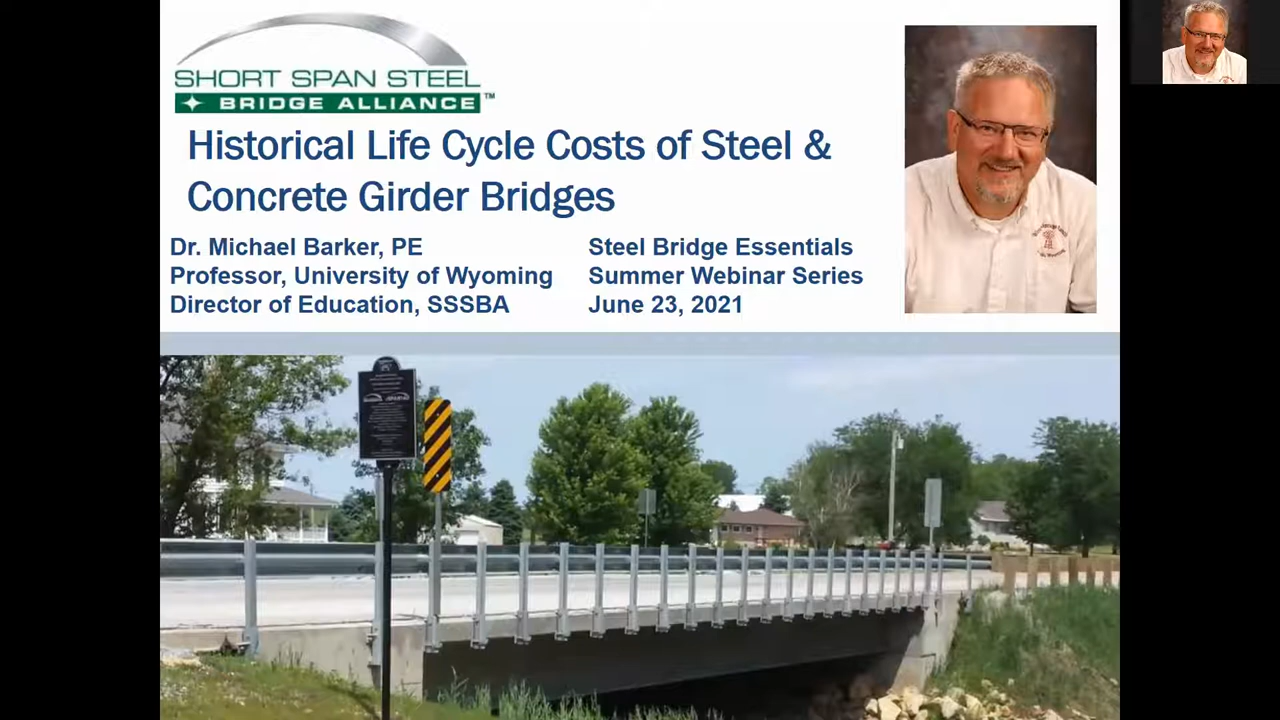 SHORT SPAN STEEL
BRIDGE ALLIANCE™
Historical Life Cycle Costs of Steel &
Concrete Girder Bridges
Dr. Michael Barker, PE
Professor, University of Wyoming
Director of Education, SSSBA
Steel Bridge Essentials
Summer Webinar Series
June 23, 2021